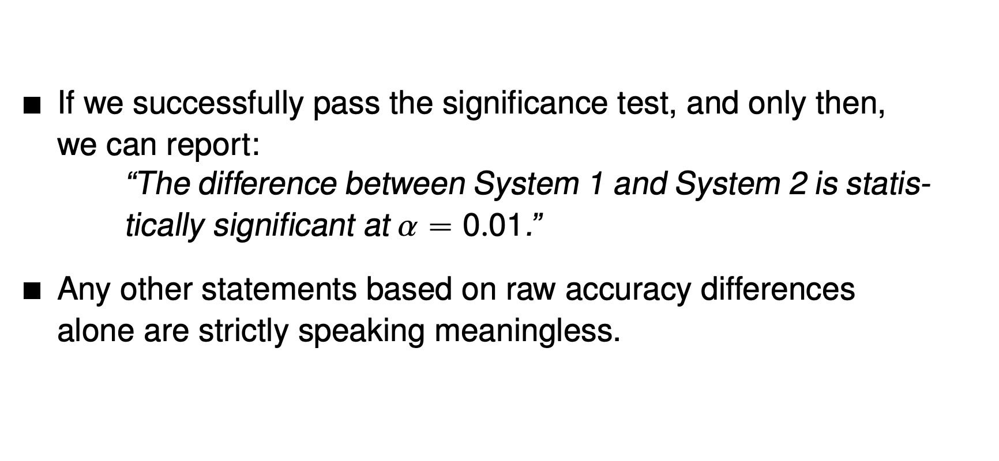 ■ If we successfully pass the significance test, and only then,
we can report:
“The difference between System 1 and System 2 is statis-
tically significant at α = 0.01.”
■ Any other statements based on raw accuracy differences
alone are strictly speaking meaningless.